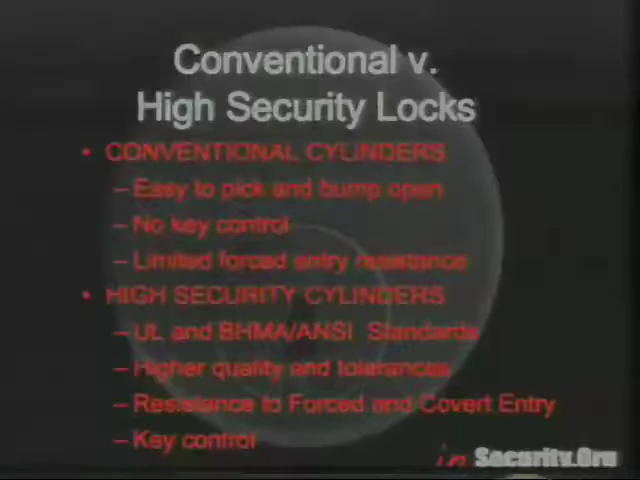 Conventional v.
High Security Locks
• CONVENTIONAL CYLINDERS
– Easy to pick and bump open
– No key control
– Limited forced entry resistance
• HIGH SECURITY CYLINDERS
– UL and BHMA/ANSI Standards
– Higher quality and tolerances
– Resistance to Forced and Covert Entry
– Key control
in Security.Org